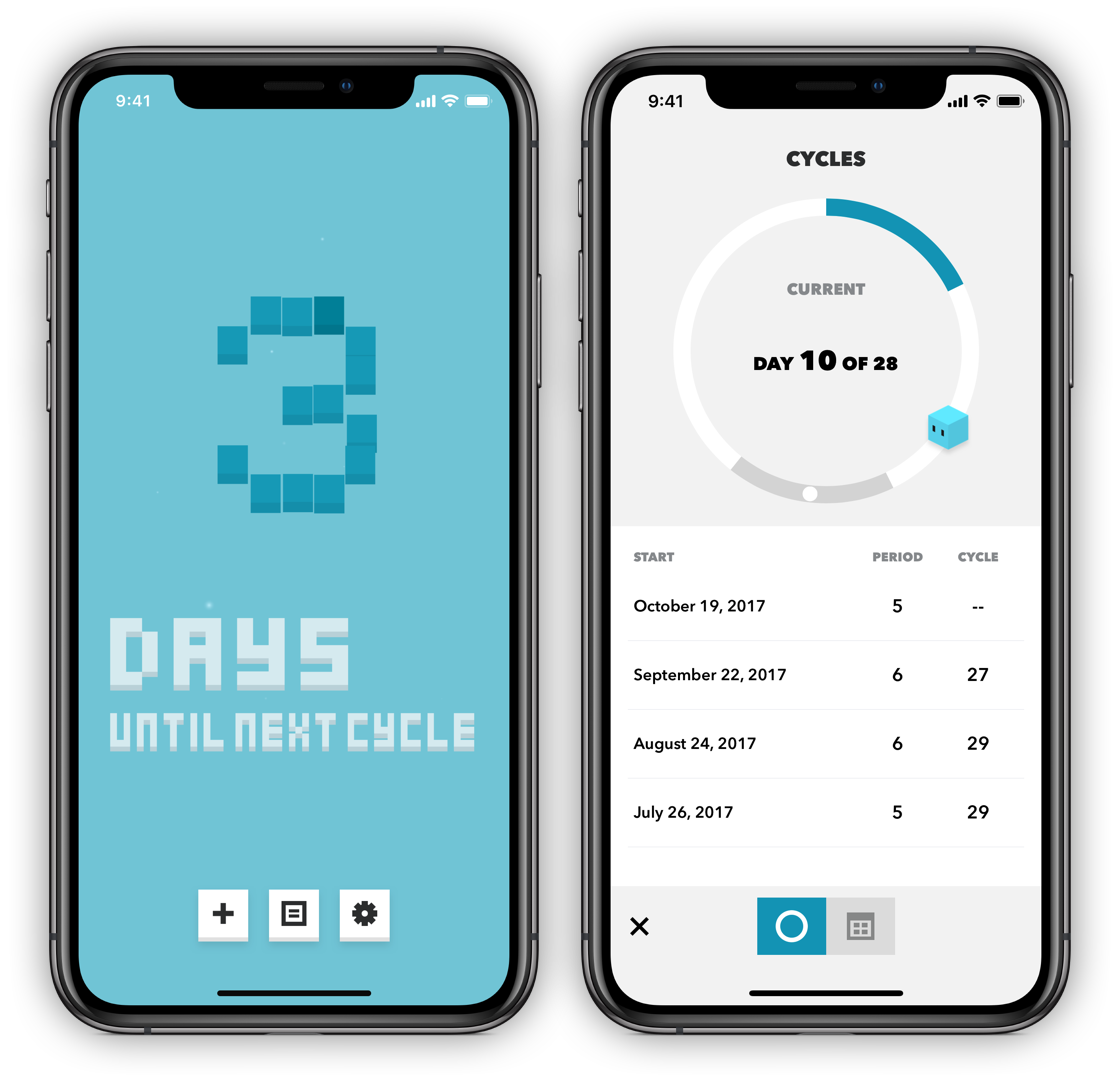 9:41
3
DAYS
UNTIL NEXT CYCLE
9:41
CYCLES
CURRENT
DAY 10 OF 28
START PERIOD CYCLE
October 19, 2017 5 --
September 22, 2017 6 27
August 24, 2017 6 29
July 26, 2017 5 29